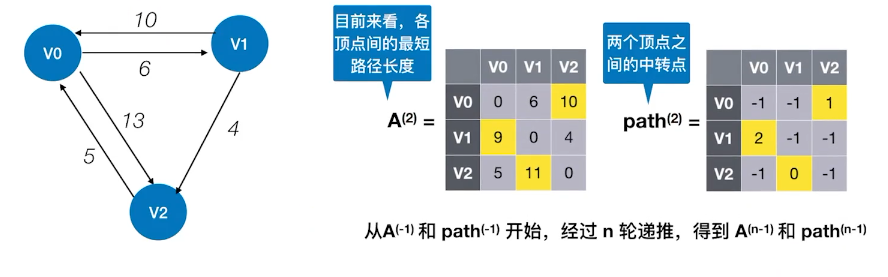 10
V0
V1
6
13
4
5
V2
目前来看，各
顶点间的最短
路径长度
A(2) =
V0 V1 V2
V0 0 6 10
V1 9 0 4
V2 5 11 0
两个顶点之
间的中转点
path(2) =
V0 V1 V2
V0 -1 -1 1
V1 2 -1 -1
V2 -1 0 -1
从A(-1) 和 path(-1) 开始，经过 n 轮递推，得到 A(n-1) 和 path(n-1)